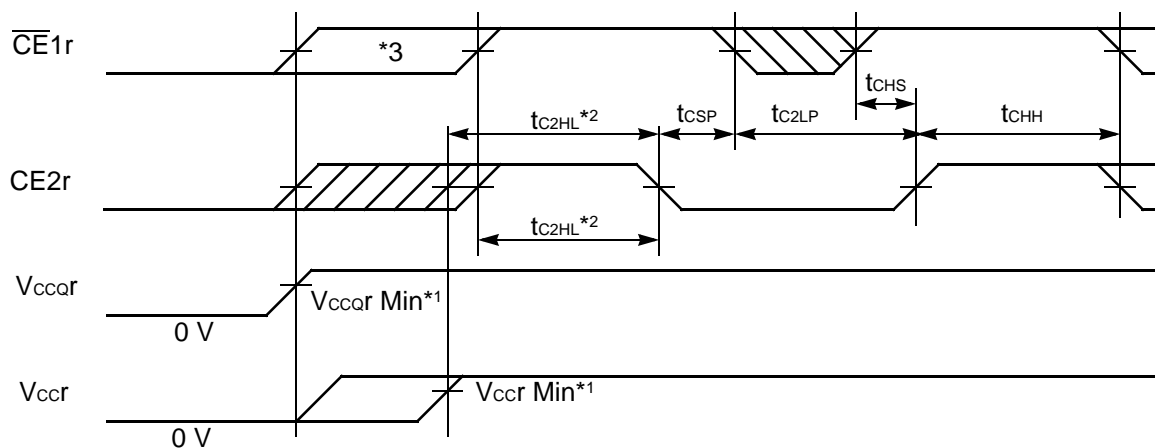 CE1r
*3
tCHS
tC2HL*2
tCSP
tC2LP
tCHH
CE2r
tC2HL*2
VCCQr
VCCQr Min*1
0 V
VCCr
VCCr Min*1
0 V